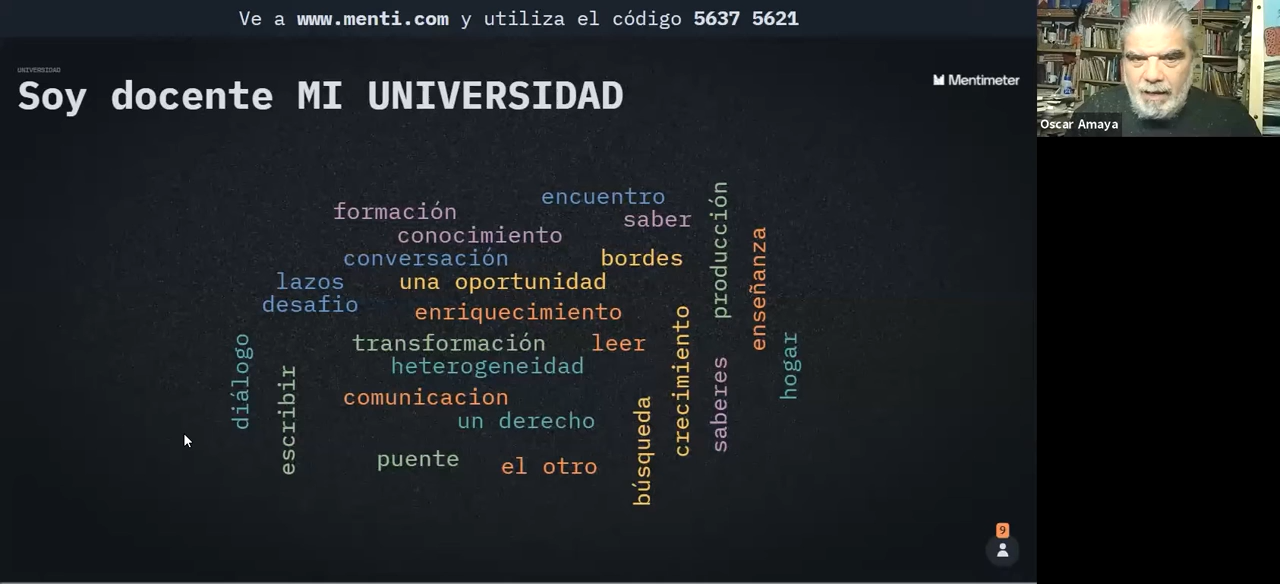 Ve a www.menti.com y utiliza el código 5637 5621
UNIVERSIDAD
Soy docente MI UNIVERSIDAD
Mentimeter
Oscar Amaya
encuentro
formación
saber
conocimiento
conversación
bordes
lazos
una oportunidad
desafio
enriquecimiento
transformación
leer
heterogeneidad
comunicacion
un derecho
puente
el otro
diálogo
escribir
búsqueda
crecimiento
producción
saberes
enseñanza
hogar
9